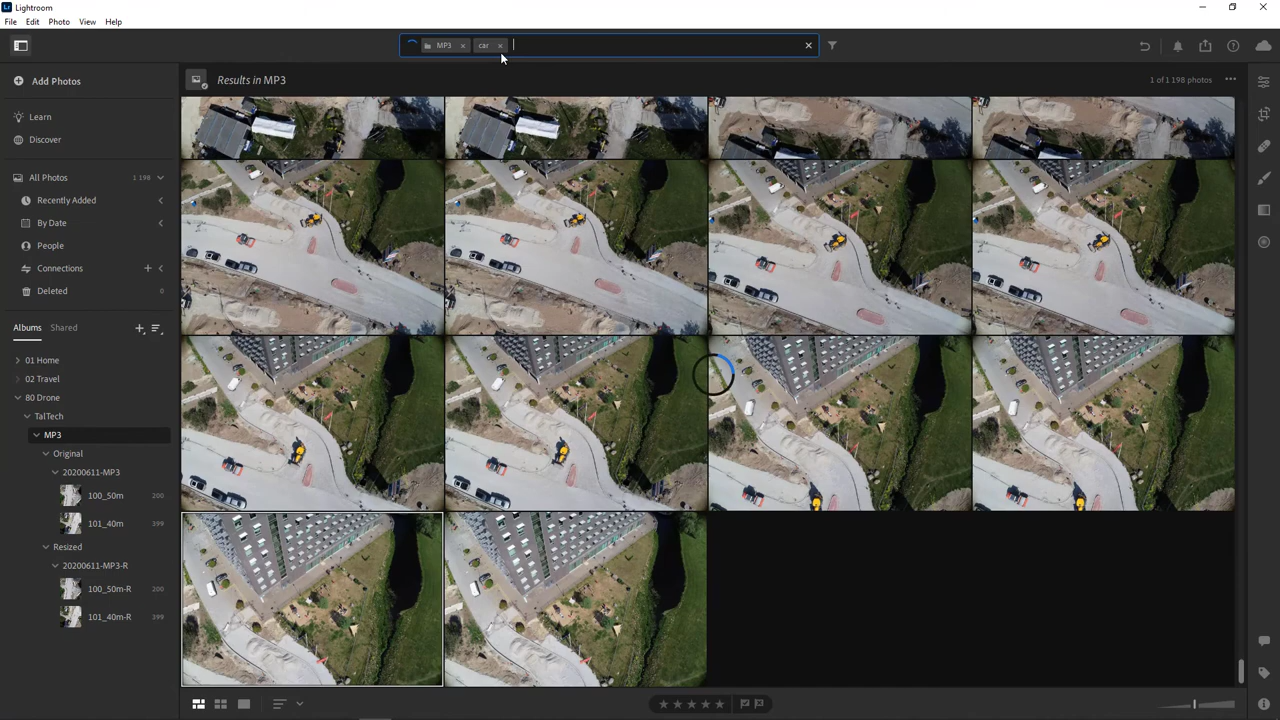 Lr Lightroom
File Edit Photo View Help
MP3 car
Add Photos
Results in MP3
1 of 1 198 photos
Learn
Discover
All Photos 1 198
Recently Added
By Date
People
Connections
Deleted 0
Albums Shared
01 Home
02 Travel
80 Drone
TalTech
MP3
Original
20200611-MP3
100_50m 200
101_40m 399
Resized
20200611-MP3-R
100_50m-R 200
101_40m-R 399